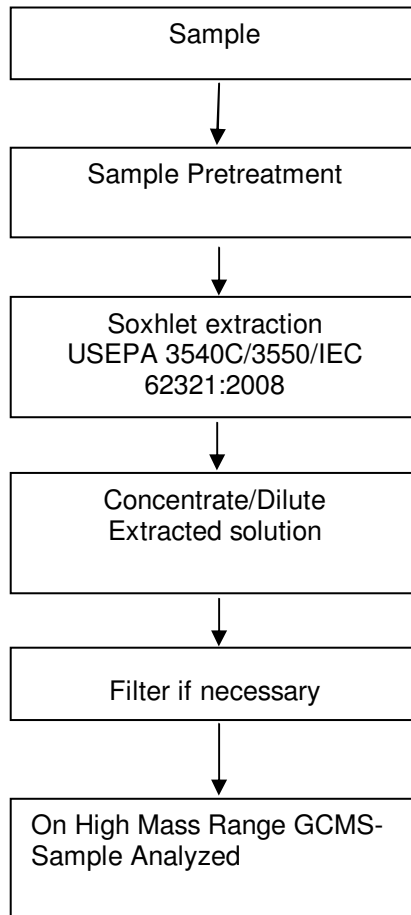 Sample
Sample Pretreatment
Soxhlet extraction
USEPA 3540C/3550/IEC
62321:2008
Concentrate/Dilute
Extracted solution
Filter if necessary
On High Mass Range GCMS-
Sample Analyzed